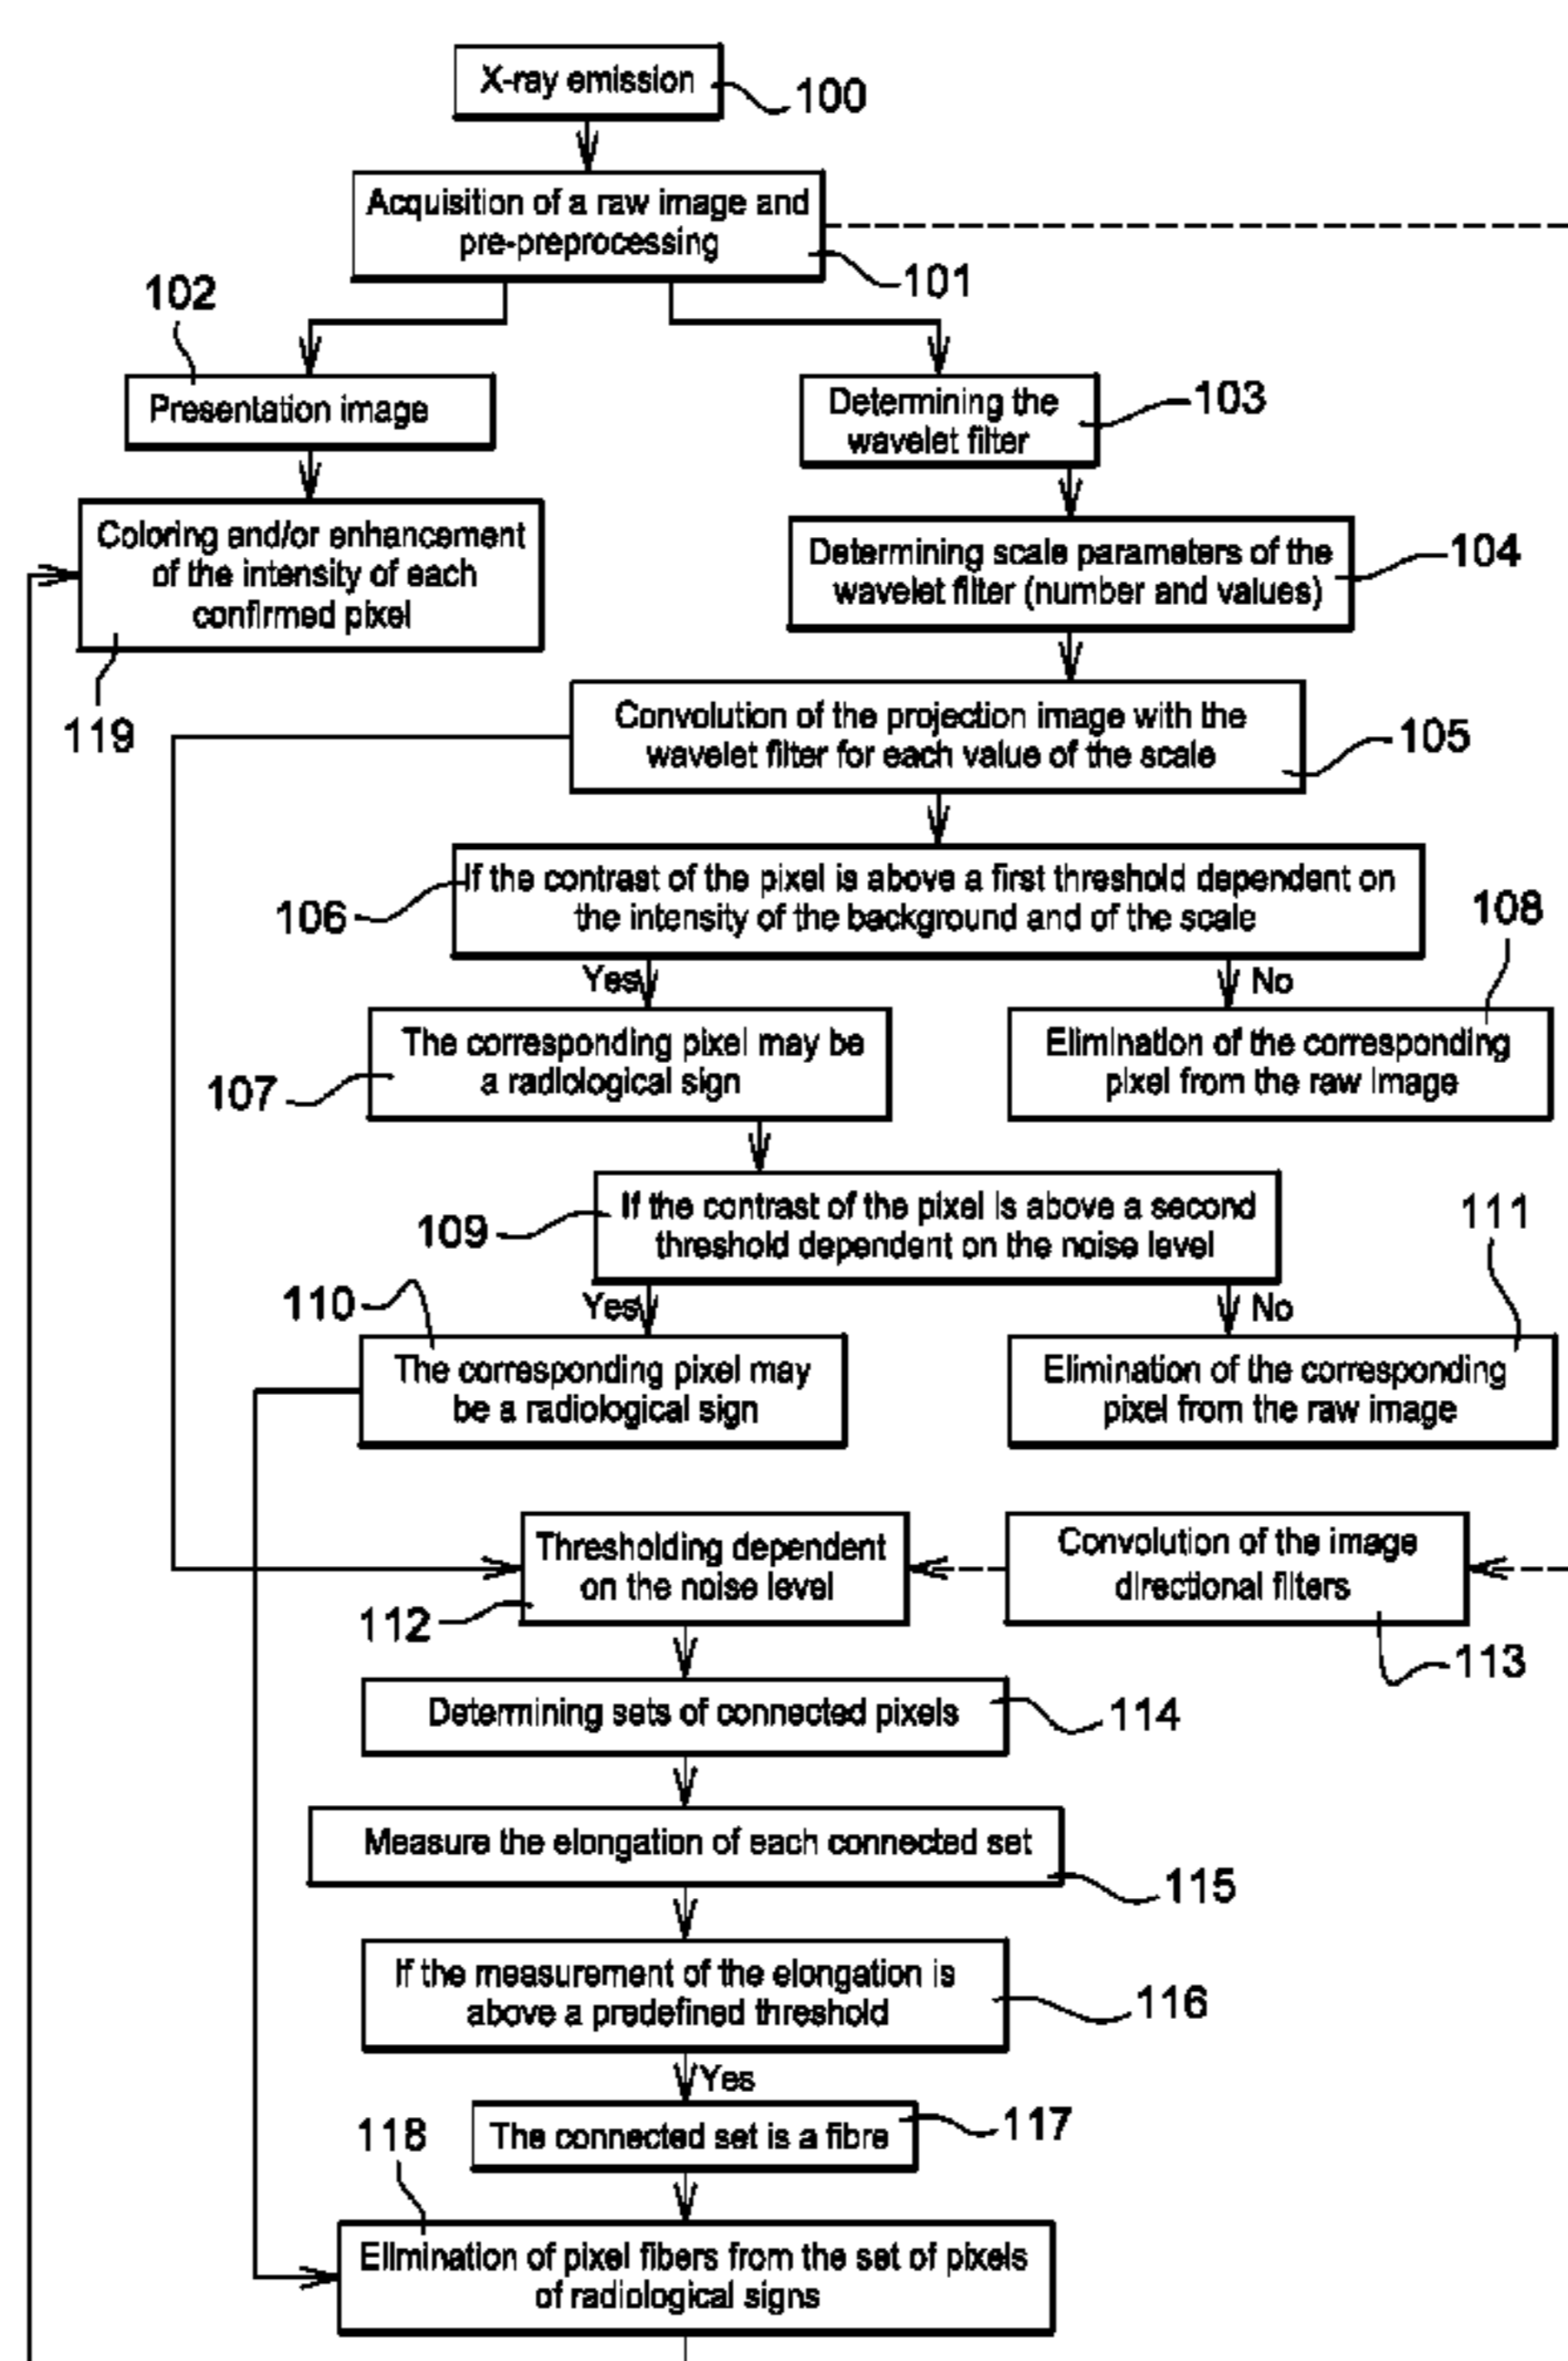 X-ray emission
100
Acquisition of a raw image and
pre-preprocessing
101
102
Presentation image
Determining the
wavelet filter
103
Coloring and/or enhancement
of the intensity of each
confirmed pixel
119
Determining scale parameters of the
wavelet filter (number and values)
104
Convolution of the projection image with the
wavelet filter for each value of the scale
105
If the contrast of the pixel is above a first threshold dependent on
the intensity of the background and of the scale
106
108
Yes
No
The corresponding pixel may be
a radiological sign
107
Elimination of the corresponding
pixel from the raw image
If the contrast of the pixel is above a second
threshold dependent on the noise level
109
111
110
Yes
No
The corresponding pixel may
be a radiological sign
Elimination of the corresponding
pixel from the raw image
Thresholding dependent
on the noise level
112
Convolution of the image
directional filters
113
Determining sets of connected pixels
114
Measure the elongation of each connected set
115
If the measurement of the elongation is
above a predefined threshold
116
Yes
The connected set is a fibre
117
118
Elimination of pixel fibers from the set of pixels
of radiological signs